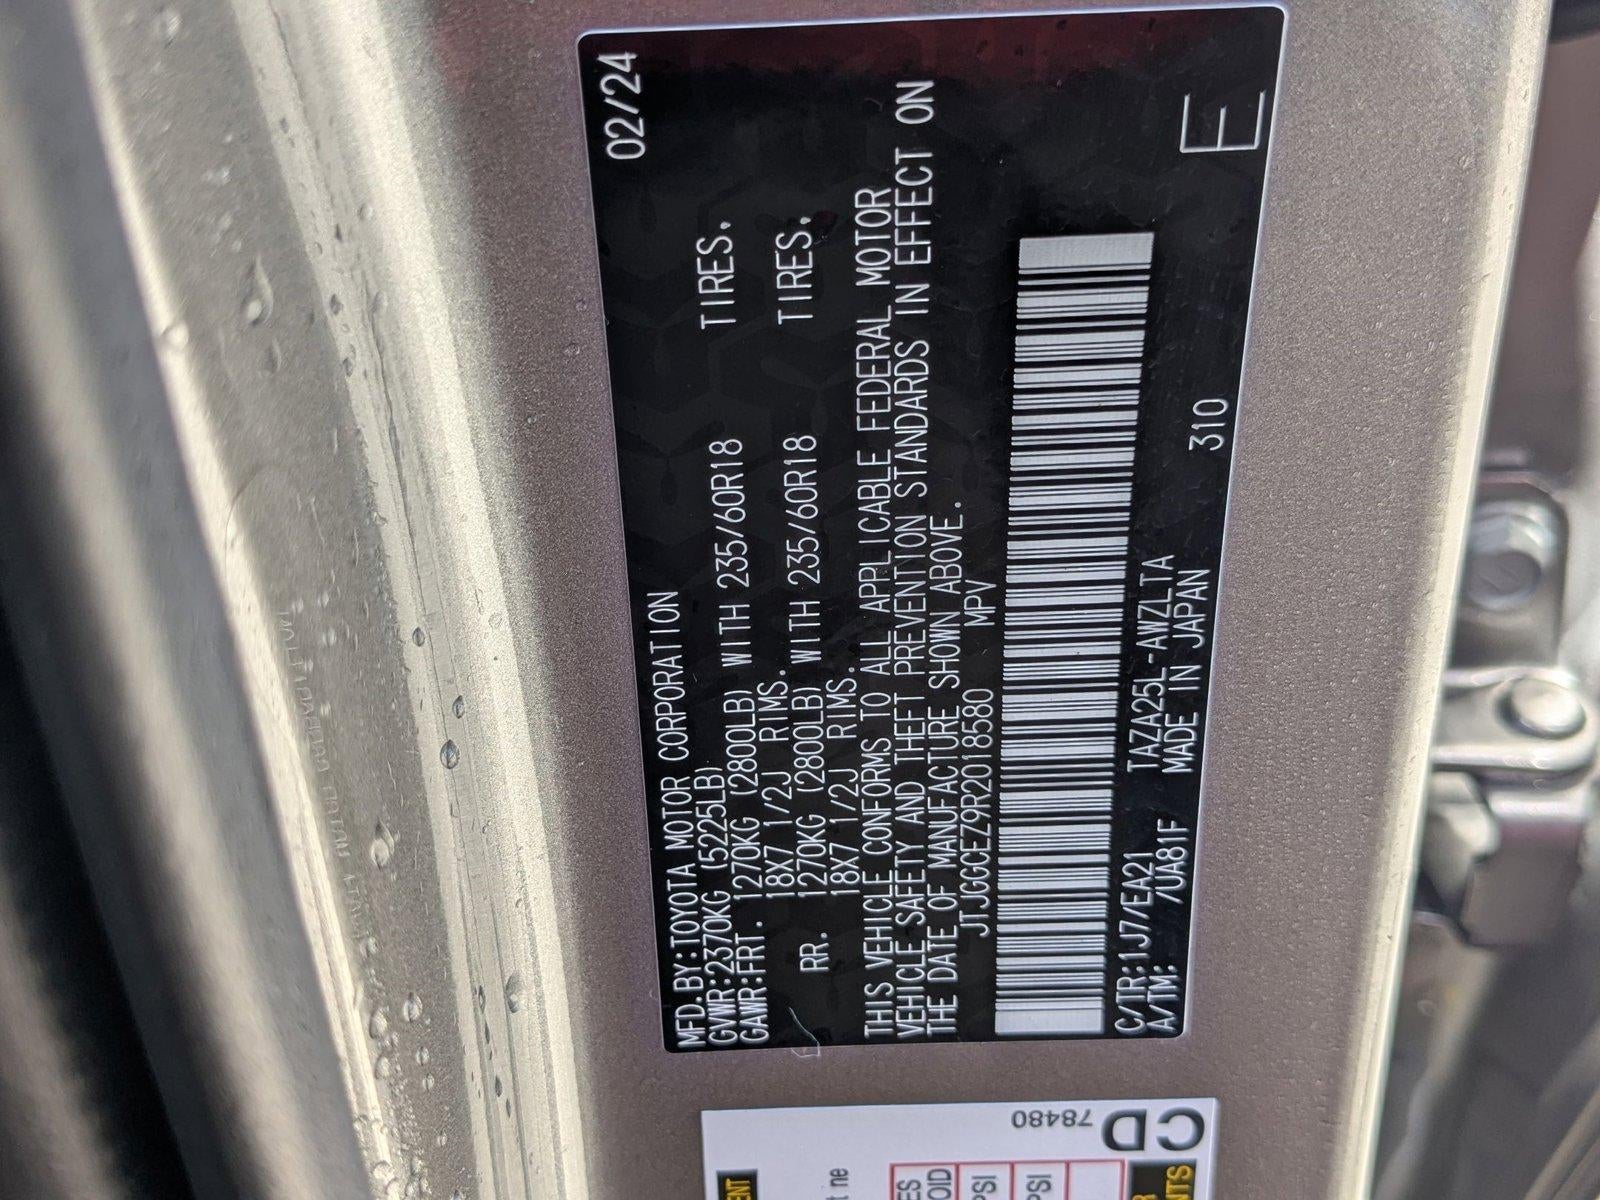 02/24
MFD.BY:TOYOTA MOTOR CORPORATION
GVWR:2370KG (5225LB)
GAWR:FRT. 1270KG (2800LB) WITH 235/60R18 TIRES,
18X7 1/2J RIMS.
RR. 1270KG (2800LB) WITH 235/60R18 TIRES,
18X7 1/2J RIMS.
THIS VEHICLE CONFORMS TO ALL APPLICABLE FEDERAL MOTOR
VEHICLE SAFETY AND THEFT PREVENTION STANDARDS IN EFFECT ON
THE DATE OF MANUFACTURE SHOWN ABOVE.
JTJGGCEZ9R2018580 MPV
C/TR:1J7/EA21 TAZA25L-AWZLTA
A/TM: /UA81F MADE IN JAPAN 310
E
78480
CD
PSI
PSI